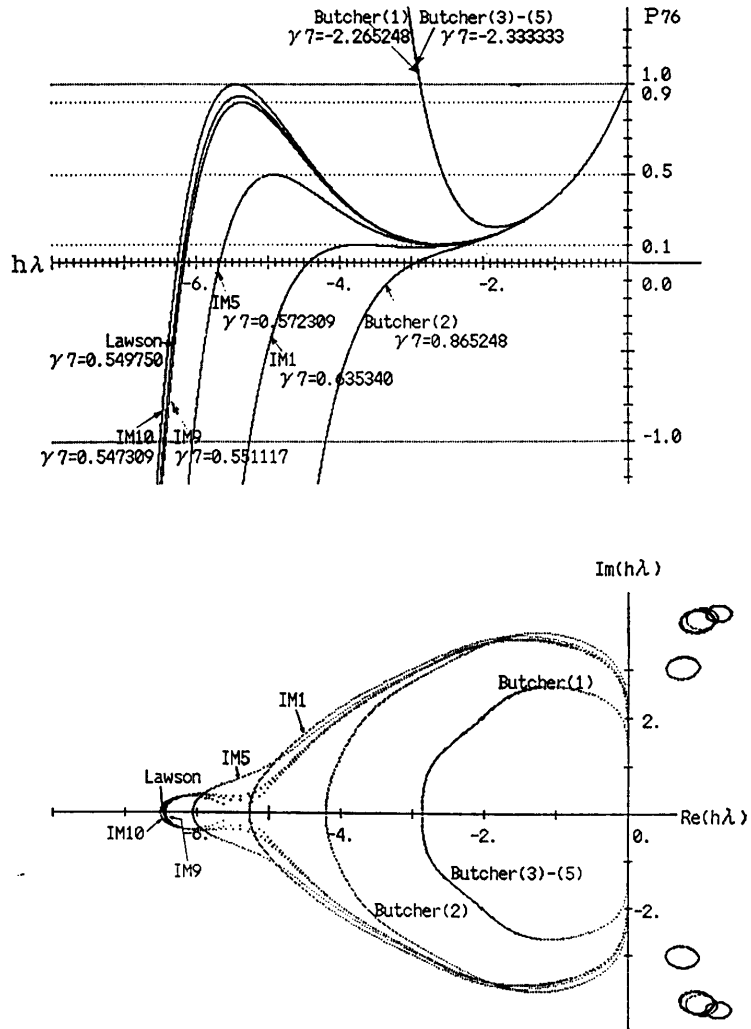 Butcher(1) Butcher(3)-(5)
P76
γ7=-2.265248 γ7=-2.333333
1.0
0.9
0.5
0.1
hλ
-6.
-4.
-2.
0.0
IM5
γ7=0.572309
Butcher(2)
γ7=0.865248
Lawson
γ7=0.549750
IM1
γ7=0.635340
IM10 IM9
-1.0
γ7=0.547309 γ7=0.551117
Im(hλ)
Butcher(1)
IM1
2.
IM5
Lawson
IM10
-6.
-4.
-2.
0.
Re(hλ)
IM9
Butcher(3)-(5)
Butcher(2)
-2.